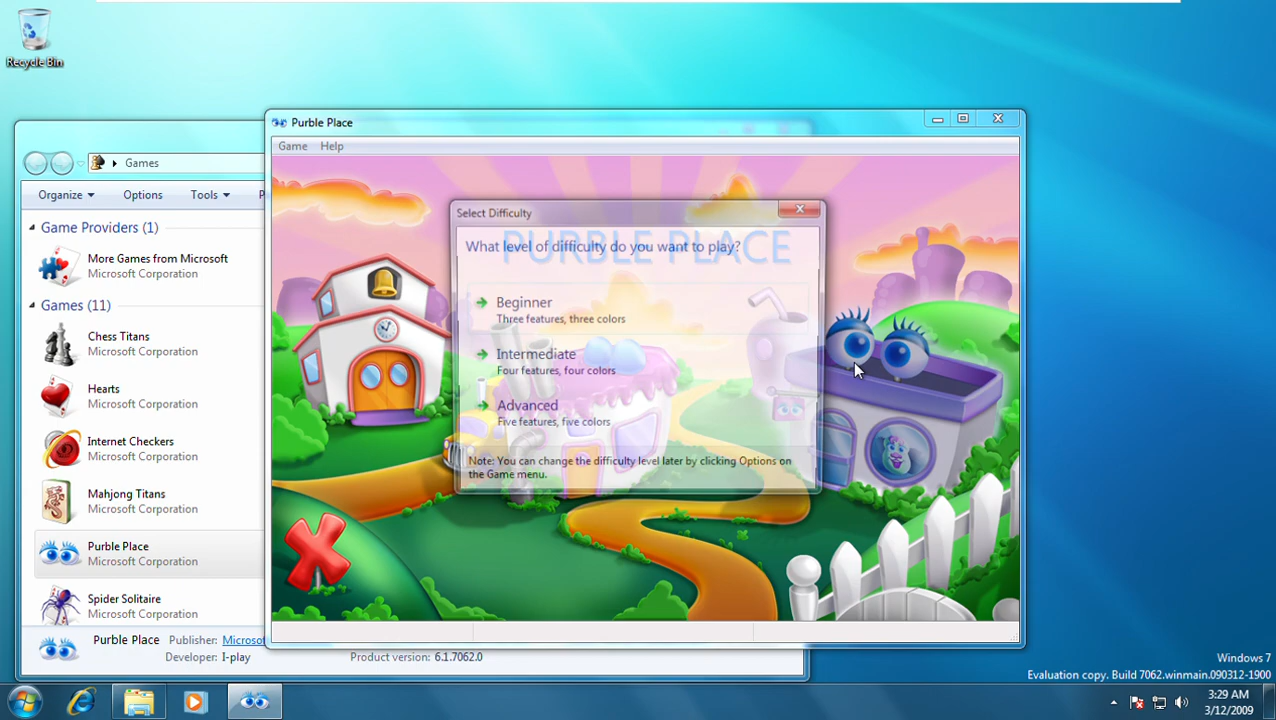 Recycle Bin
Purble Place
Game Help
Games
Organize Options Tools P
Game Providers (1)
More Games from Microsoft
Microsoft Corporation
Games (11)
Chess Titans
Microsoft Corporation
Hearts
Microsoft Corporation
Internet Checkers
Microsoft Corporation
Mahjong Titans
Microsoft Corporation
Purble Place
Microsoft Corporation
Spider Solitaire
Microsoft Corporation
Select Difficulty
What level of difficulty do you want to play?
PURBLE PLACE
Beginner
Three features, three colors
Intermediate
Four features, four colors
Advanced
Five features, five colors
Note: You can change the difficulty level later by clicking Options on
the Game menu.
Purble Place Publisher: Microsof
Developer: I-play Product version: 6.1.7062.0
Windows 7
Evaluation copy. Build 7062.winmain.090312-1900
3:29 AM
3/12/2009